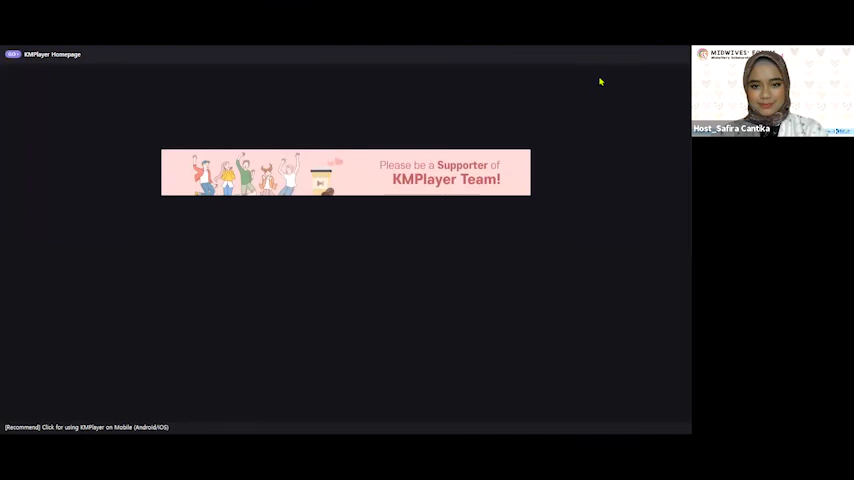 GO! KMPlayer Homepage
Please be a Supporter of
KMPlayer Team!
[Recommend] Click for using KMPlayer on Mobile (Android/iOS)
MIDWIVES'
Host_Safira Cantika